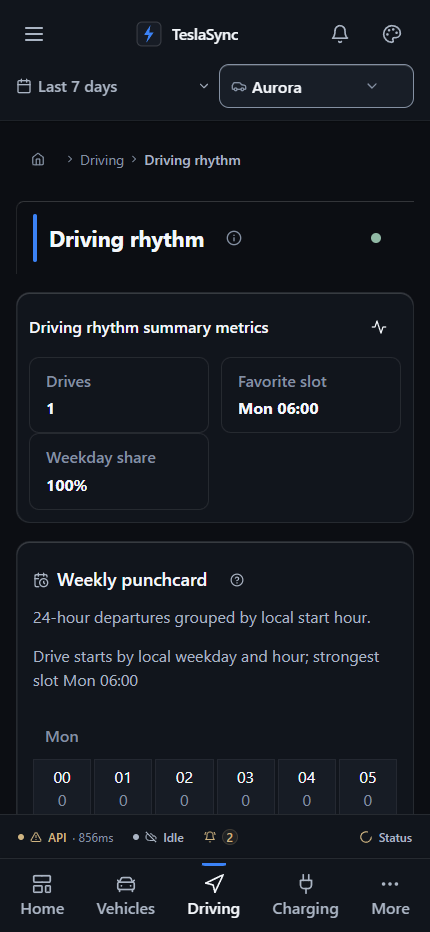 TeslaSync
Last 7 days
Aurora
Driving
Driving rhythm
Driving rhythm
Driving rhythm summary metrics
Drives
1
Favorite slot
Mon 06:00
Weekday share
100%
Weekly punchcard
24-hour departures grouped by local start hour.
Drive starts by local weekday and hour; strongest
slot Mon 06:00
Mon
00 01 02 03 04 05
0 0 0 0 0 0
API · 856ms Idle 2 Status
Home Vehicles Driving Charging More